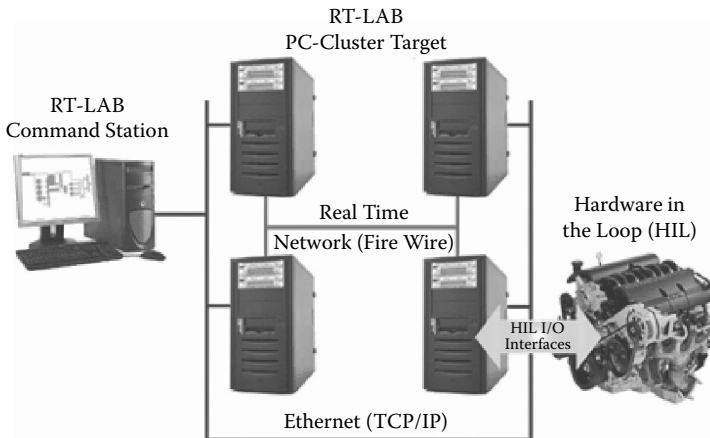 RT-LAB
PC-Cluster Target
RT-LAB
Command Station
Real Time
Network (Fire Wire)
Hardware in
the Loop (HIL)
HIL I/O
Interfaces
Ethernet (TCP/IP)